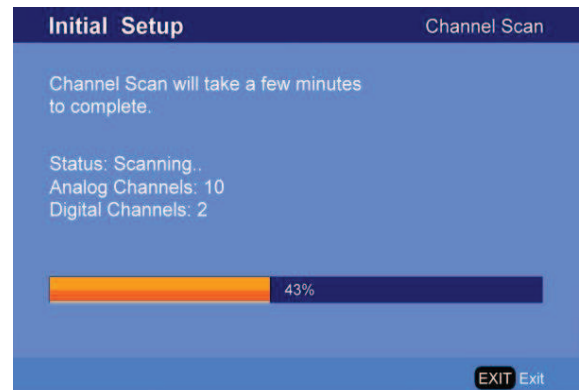 Initial Setup
Channel Scan
Channel Scan will take a few minutes
to complete.
Status: Scanning..
Analog Channels: 10
Digital Channels: 2
43%
EXIT Exit